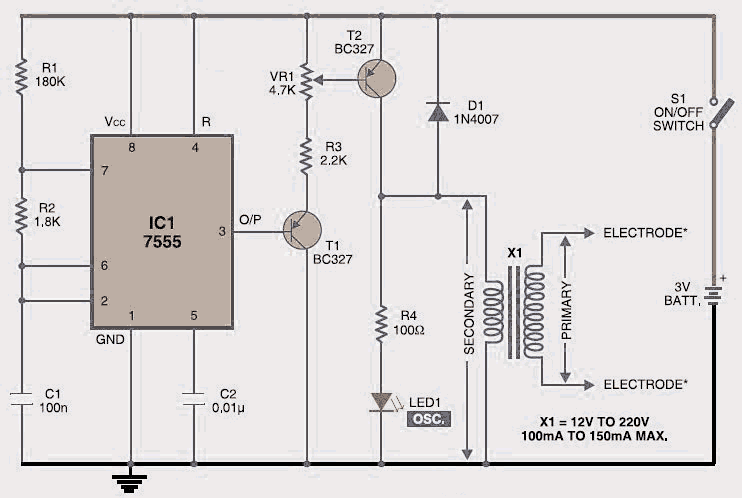 R1
180K
VCC
R
8
4
7
R2
1,8K
IC1
7555
3
O/P
6
2
1
5
GND
C1
100n
C2
0,01µ
VR1
4.7K
T2
BC327
R3
2.2K
T1
BC327
D1
1N4007
R4
100Ω
LED1
OSC.
SECONDARY
X1
PRIMARY
ELECTRODE*
ELECTRODE*
S1
ON/OFF
SWITCH
3V
BATT.
+
X1 = 12V TO 220V
100mA TO 150mA MAX.